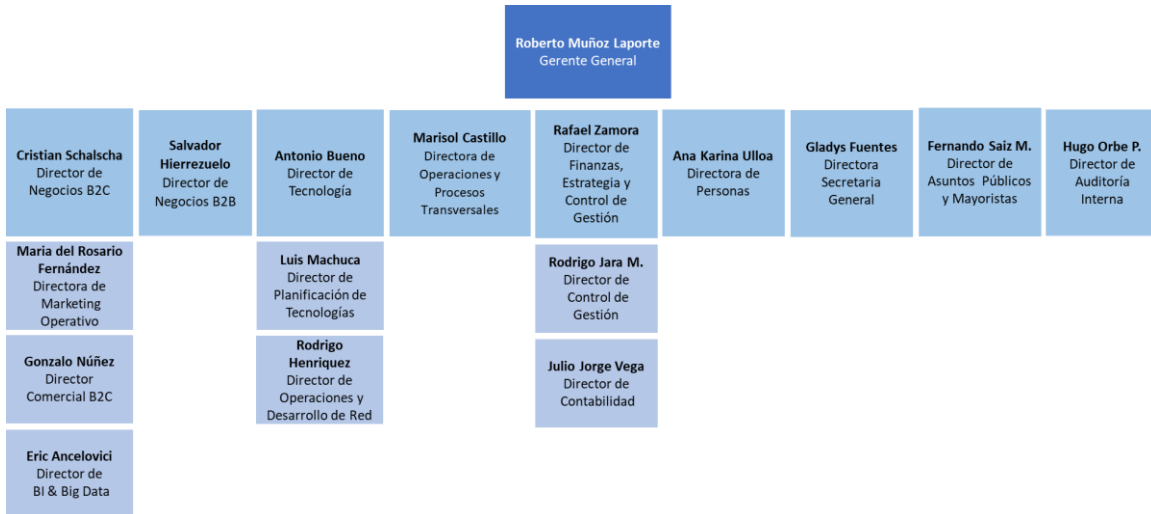 Roberto Muñoz Laporte
Gerente General
Cristian Schalscha
Director de
Negocios B2C
Salvador
Hierrezuelo
Director de
Negocios B2B
Antonio Bueno
Director de
Tecnología
Marisol Castillo
Directora de
Operaciones y
Procesos
Transversales
Rafael Zamora
Director de
Finanzas,
Estrategia y
Control de
Gestión
Ana Karina Ulloa
Directora de
Personas
Gladys Fuentes
Directora
Secretaria
General
Fernando Saiz M.
Director de
Asuntos Públicos
y Mayoristas
Hugo Orbe P.
Director de
Auditoría
Interna
Maria del Rosario
Fernández
Directora de
Marketing
Operativo
Luis Machuca
Director de
Planificación de
Tecnologías
Rodrigo Jara M.
Director de
Control de
Gestión
Gonzalo Núñez
Director
Comercial B2C
Rodrigo
Henriquez
Director de
Operaciones y
Desarrollo de Red
Julio Jorge Vega
Director de
Contabilidad
Eric Ancelovici
Director de
BI & Big Data